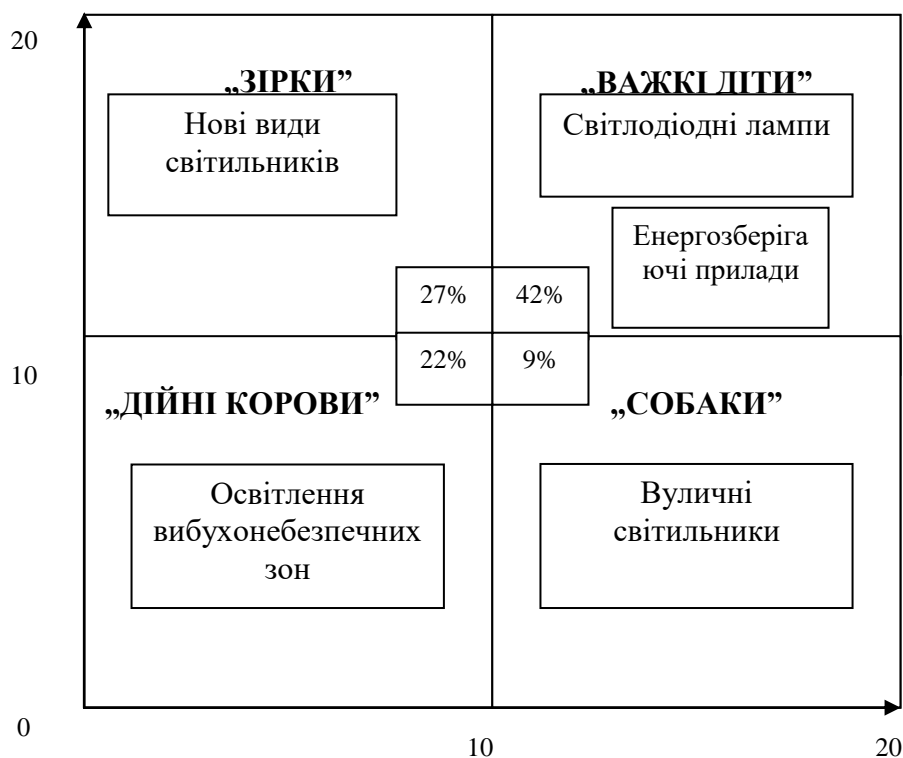 20
„ЗІРКИ”
„ВАЖКІ ДІТИ”
Нові види
світильників
Світлодіодні лампи
Енергозберіга
ючі прилади
27%
42%
22%
9%
10
„ДІЙНІ КОРОВИ”
„СОБАКИ”
Освітлення
вибухонебезпечних
зон
Вуличні
світильники
0
10
20